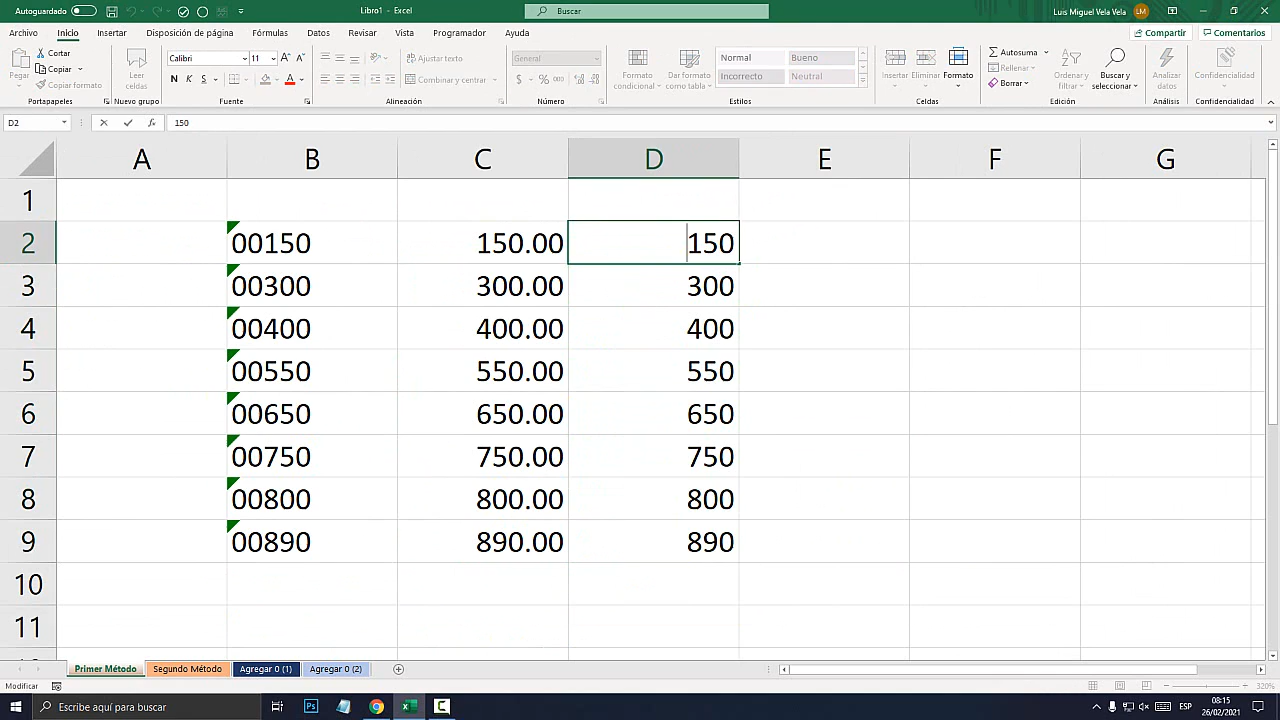 Autoguardado
Libro1 - Excel
Buscar
Luis Miguel Vela Vela
LM
Archivo Inicio Insertar Disposición de página Fórmulas Datos Revisar Vista Programador Ayuda
Compartir
Comentarios
Pegar
Cortar
Copiar
Copiar formato
Portapapeles
Leer celdas
Nuevo grupo
Calibri 11
N K S
Fuente
Ajustar texto
Combinar y centrar
Alineación
General
$ % 000
Número
Formato condicional
Dar formato como tabla
Normal Bueno
Incorrecto Neutral
Estilos
Insertar Eliminar Formato
Celdas
Autosuma
Rellenar
Borrar
Ordenar y filtrar
Buscar y seleccionar
Edición
Analizar datos
Análisis
Confidencialidad
Confidencialidad
D2
fx
150
A B C D E F G
1
2 00150 150.00 150
3 00300 300.00 300
4 00400 400.00 400
5 00550 550.00 550
6 00650 650.00 650
7 00750 750.00 750
8 00800 800.00 800
9 00890 890.00 890
10
11
Primer Método Segundo Método Agregar 0 (1) Agregar 0 (2)
Modificar
320%
Escribe aquí para buscar
Ps
ESP
08:15
26/02/2021